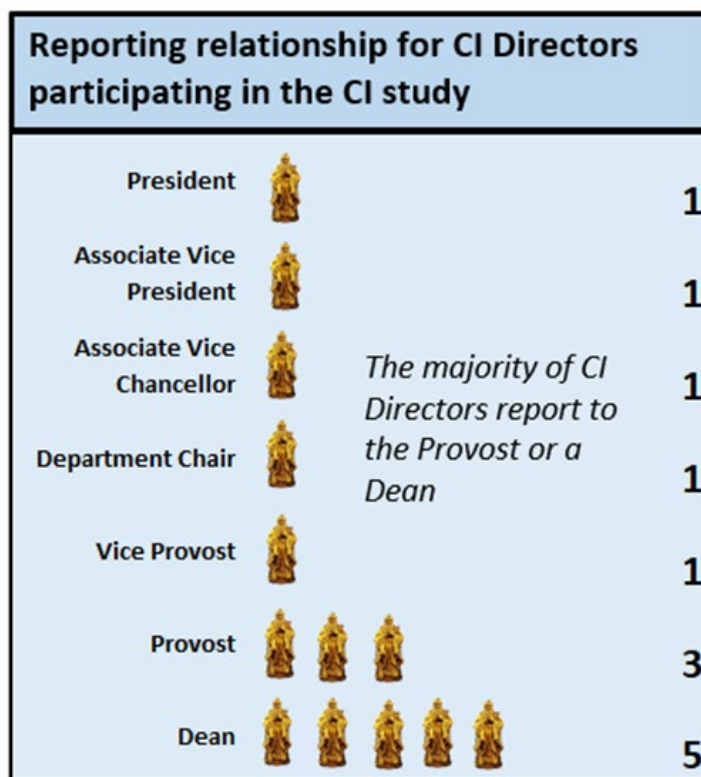 Reporting relationship for CI Directors
participating in the CI study
President
1
Associate Vice
President
1
Associate Vice
Chancellor
1
The majority of CI
Directors report to
the Provost or a
Dean
Department Chair
1
Vice Provost
1
Provost
3
Dean
5